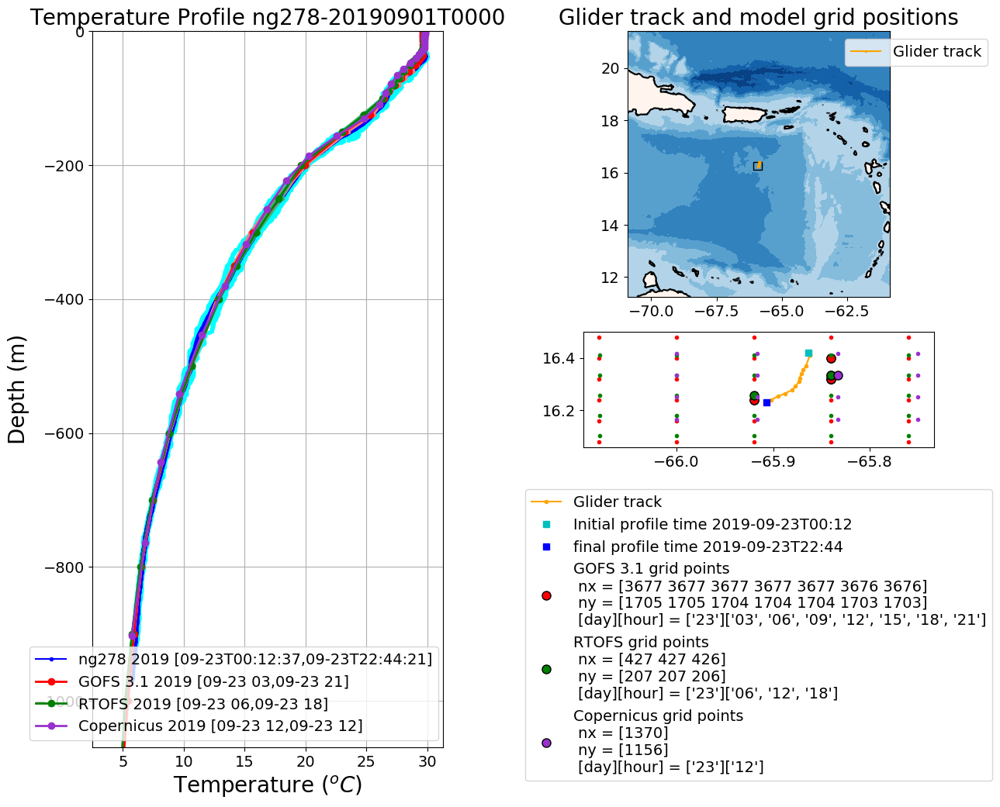 Temperature Profile ng278-20190901T0000
0
−200
−400
−600
−800
−1000
Depth (m)
5
10
15
20
25
30
Temperature (°C)
ng278 2019 [09-23T00:12:37,09-23T22:44:21]
GOFS 3.1 2019 [09-23 03,09-23 21]
RTOFS 2019 [09-23 06,09-23 18]
Copernicus 2019 [09-23 12,09-23 12]
Glider track and model grid positions
Glider track
20
18
16
14
12
−70.0
−67.5
−65.0
−62.5
16.4
16.2
−66.0
−65.9
−65.8
Glider track
Initial profile time 2019-09-23T00:12
final profile time 2019-09-23T22:44
GOFS 3.1 grid points
nx = [3677 3677 3677 3677 3677 3676 3676]
ny = [1705 1705 1704 1704 1704 1703 1703]
[day][hour] = ['23']['03', '06', '09', '12', '15', '18', '21']
RTOFS grid points
nx = [427 427 426]
ny = [207 207 206]
[day][hour] = ['23']['06', '12', '18']
Copernicus grid points
nx = [1370]
ny = [1156]
[day][hour] = ['23']['12']